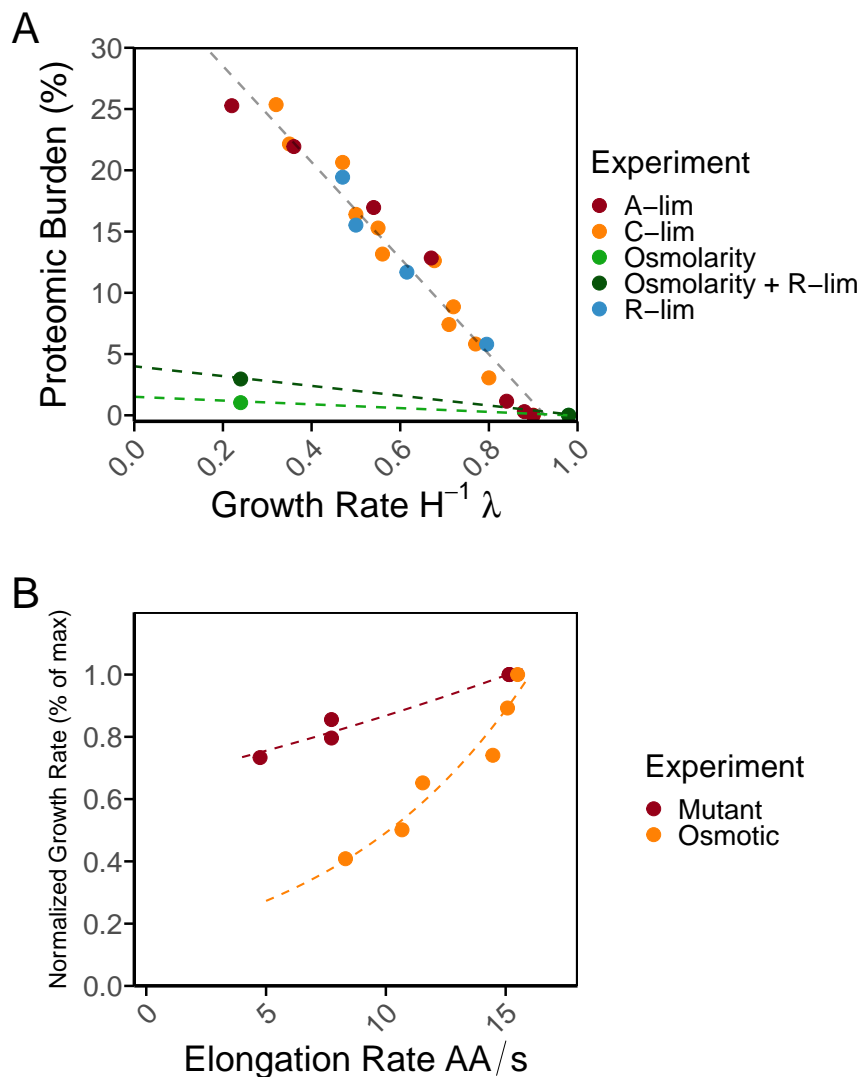 A
Proteomic Burden (%)
30
25
20
15
10
5
0
0.0
0.2
0.4
0.6
0.8
1.0
Growth Rate H⁻¹ λ
Experiment
A−lim
C−lim
Osmolarity
Osmolarity + R−lim
R−lim
B
Normalized Growth Rate (% of max)
1.0
0.8
0.6
0.4
0.2
0.0
0
5
10
15
Elongation Rate AA/s
Experiment
Mutant
Osmotic